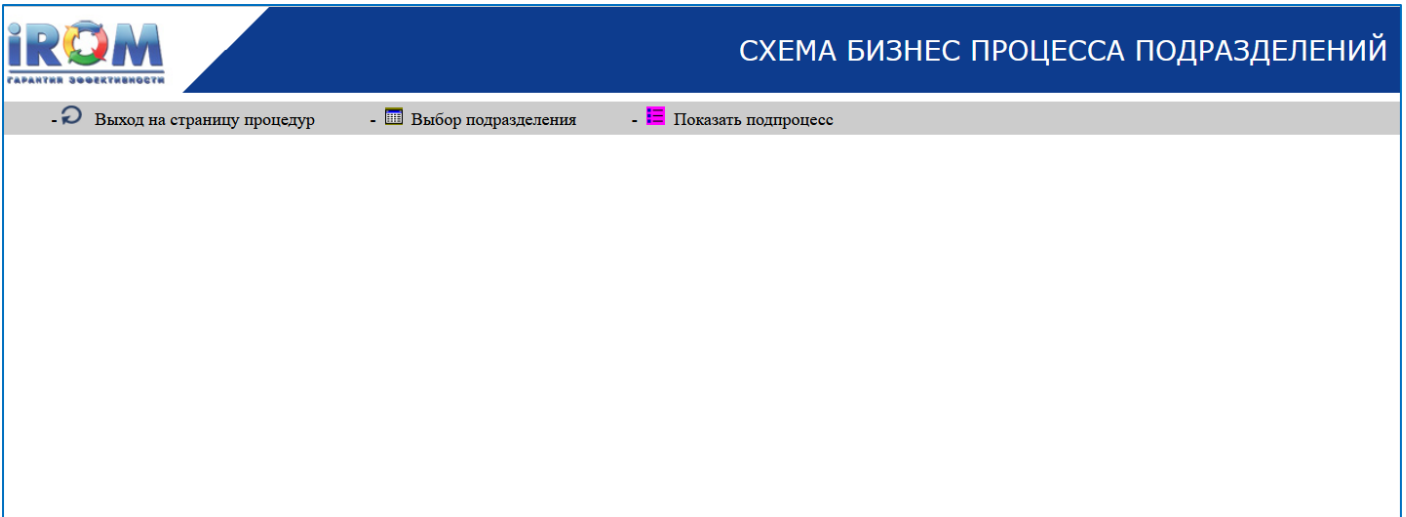 iROM
ГАРАНТИЯ ЭФФЕКТИВНОСТИ
СХЕМА БИЗНЕС ПРОЦЕССА ПОДРАЗДЕЛЕНИЙ
- Выход на страницу процедур - Выбор подразделения - Показать подпроцесс